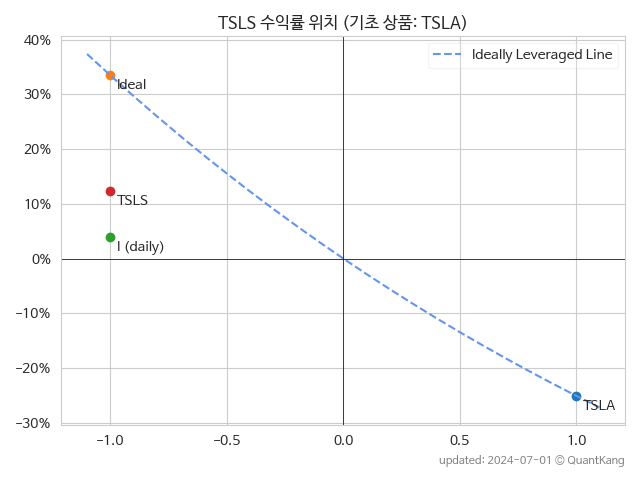 TSLS 수익률 위치 (기초 상품: TSLA)
40%
30%
20%
10%
0%
−10%
−20%
−30%
Ideally Leveraged Line
Ideal
TSLS
I (daily)
TSLA
−1.0
−0.5
0.0
0.5
1.0
updated: 2024-07-01 © QuantKang